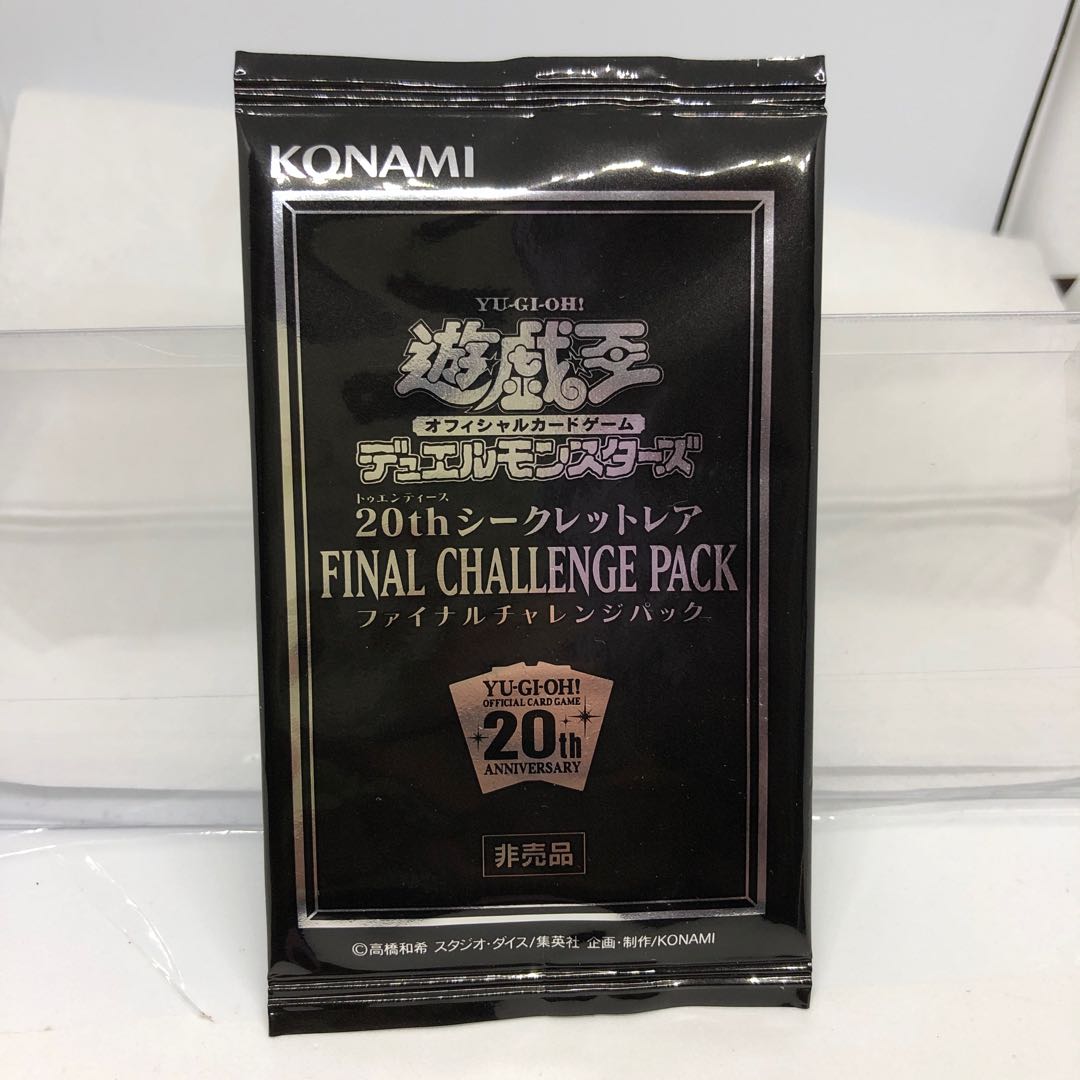 KONAMI
YU-GI-OH!
遊☆戯☆王
オフィシャルカードゲーム
デュエルモンスターズ
トゥエンティース
20thシークレットレア
FINAL CHALLENGE PACK
ファイナルチャレンジパック
YU-GI-OH!
OFFICIAL CARD GAME
20th
ANNIVERSARY
非売品
©高橋和希 スタジオ・ダイス/集英社 企画・制作/KONAMI